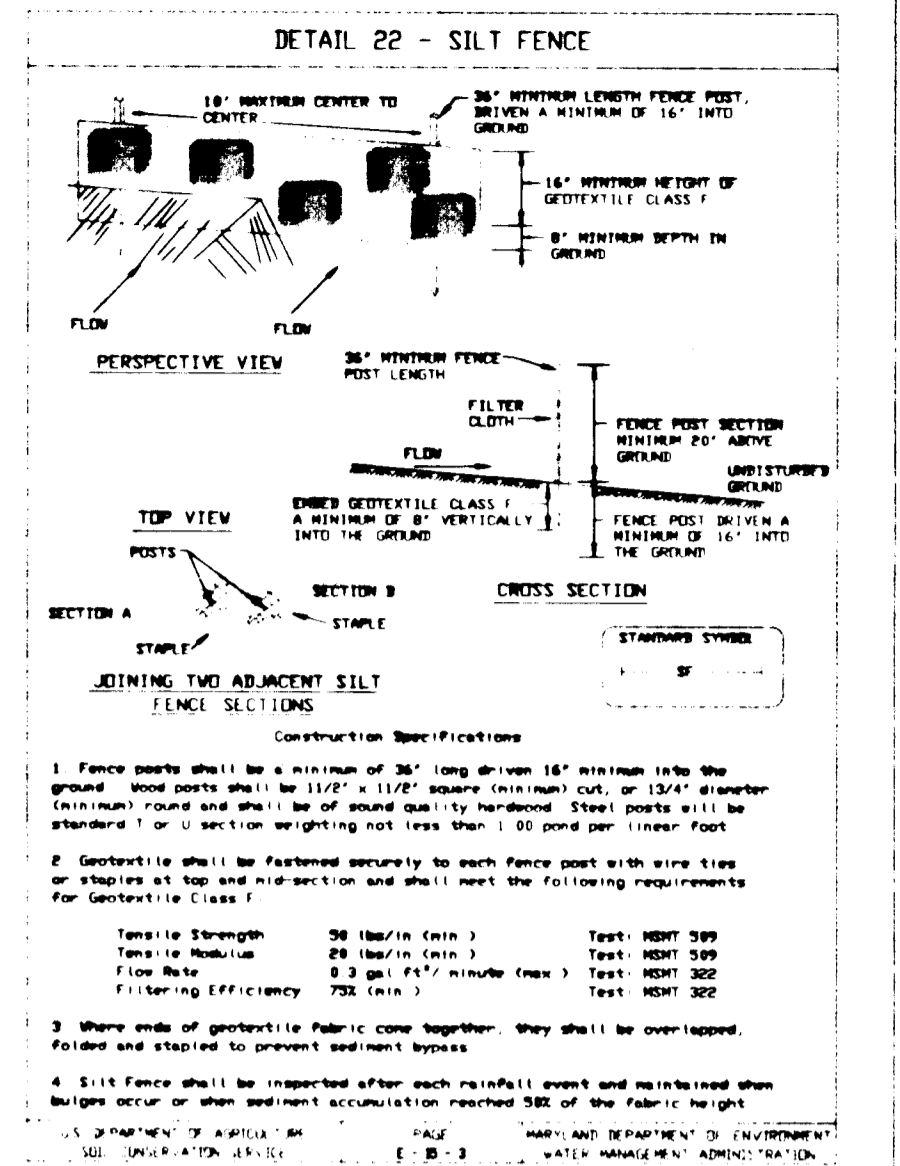 DETAIL 22 - SILT FENCE
10' MAXIMUM CENTER TO
CENTER
36" MINIMUM LENGTH FENCE POST,
DRIVEN A MINIMUM OF 16" INTO
GROUND
16" MINIMUM HEIGHT OF
GEOTEXTILE CLASS F
8" MINIMUM DEPTH IN
GROUND
FLOW
FLOW
PERSPECTIVE VIEW
36" MINIMUM FENCE
POST LENGTH
FILTER
CLOTH
FLOW
FENCE POST SECTION
MINIMUM 20" ABOVE
GROUND
UNDISTURBED
GROUND
EMBED GEOTEXTILE CLASS F
A MINIMUM OF 8" VERTICALLY
INTO THE GROUND
FENCE POST DRIVEN A
MINIMUM OF 16" INTO
THE GROUND
CROSS SECTION
TOP VIEW
POSTS
SECTION B
SECTION A
STAPLE
STAPLE
JOINING TWO ADJACENT SILT
FENCE SECTIONS
STANDARD SYMBOL
SF
Construction Specifications
1 Fence posts shall be a minimum of 36" long driven 16" minimum into the
ground Wood posts shall be 11/2" x 11/2" square (minimum) cut, or 13/4" diameter
(minimum) round and shall be of sound quality hardwood Steel posts will be
standard T or U section weighting not less than 1 00 pond per linear foot
2 Geotextile shall be fastened securely to each fence post with wire ties
or staples at top and mid-section and shall meet the following requirements
for Geotextile Class F:
Tensile Strength 50 lbs/in (min ) Test: MSMT 509
Tensile Modulus 20 lbs/in (min ) Test: MSMT 509
Flow Rate 0 3 gal ft²/ minute (max ) Test: MSMT 322
Filtering Efficiency 75% (min ) Test: MSMT 322
3 Where ends of geotextile fabric come together, they shall be overlapped,
folded and stapled to prevent sediment bypass
4 Silt Fence shall be inspected after each rainfall event and maintained when
bulges occur or when sediment accumulation reached 50% of the fabric height
U.S. DEPARTMENT OF AGRICULTURE
SOIL CONSERVATION SERVICE
PAGE
E - 15 - 3
MARYLAND DEPARTMENT OF ENVIRONMENT
WATER MANAGEMENT ADMINISTRATION